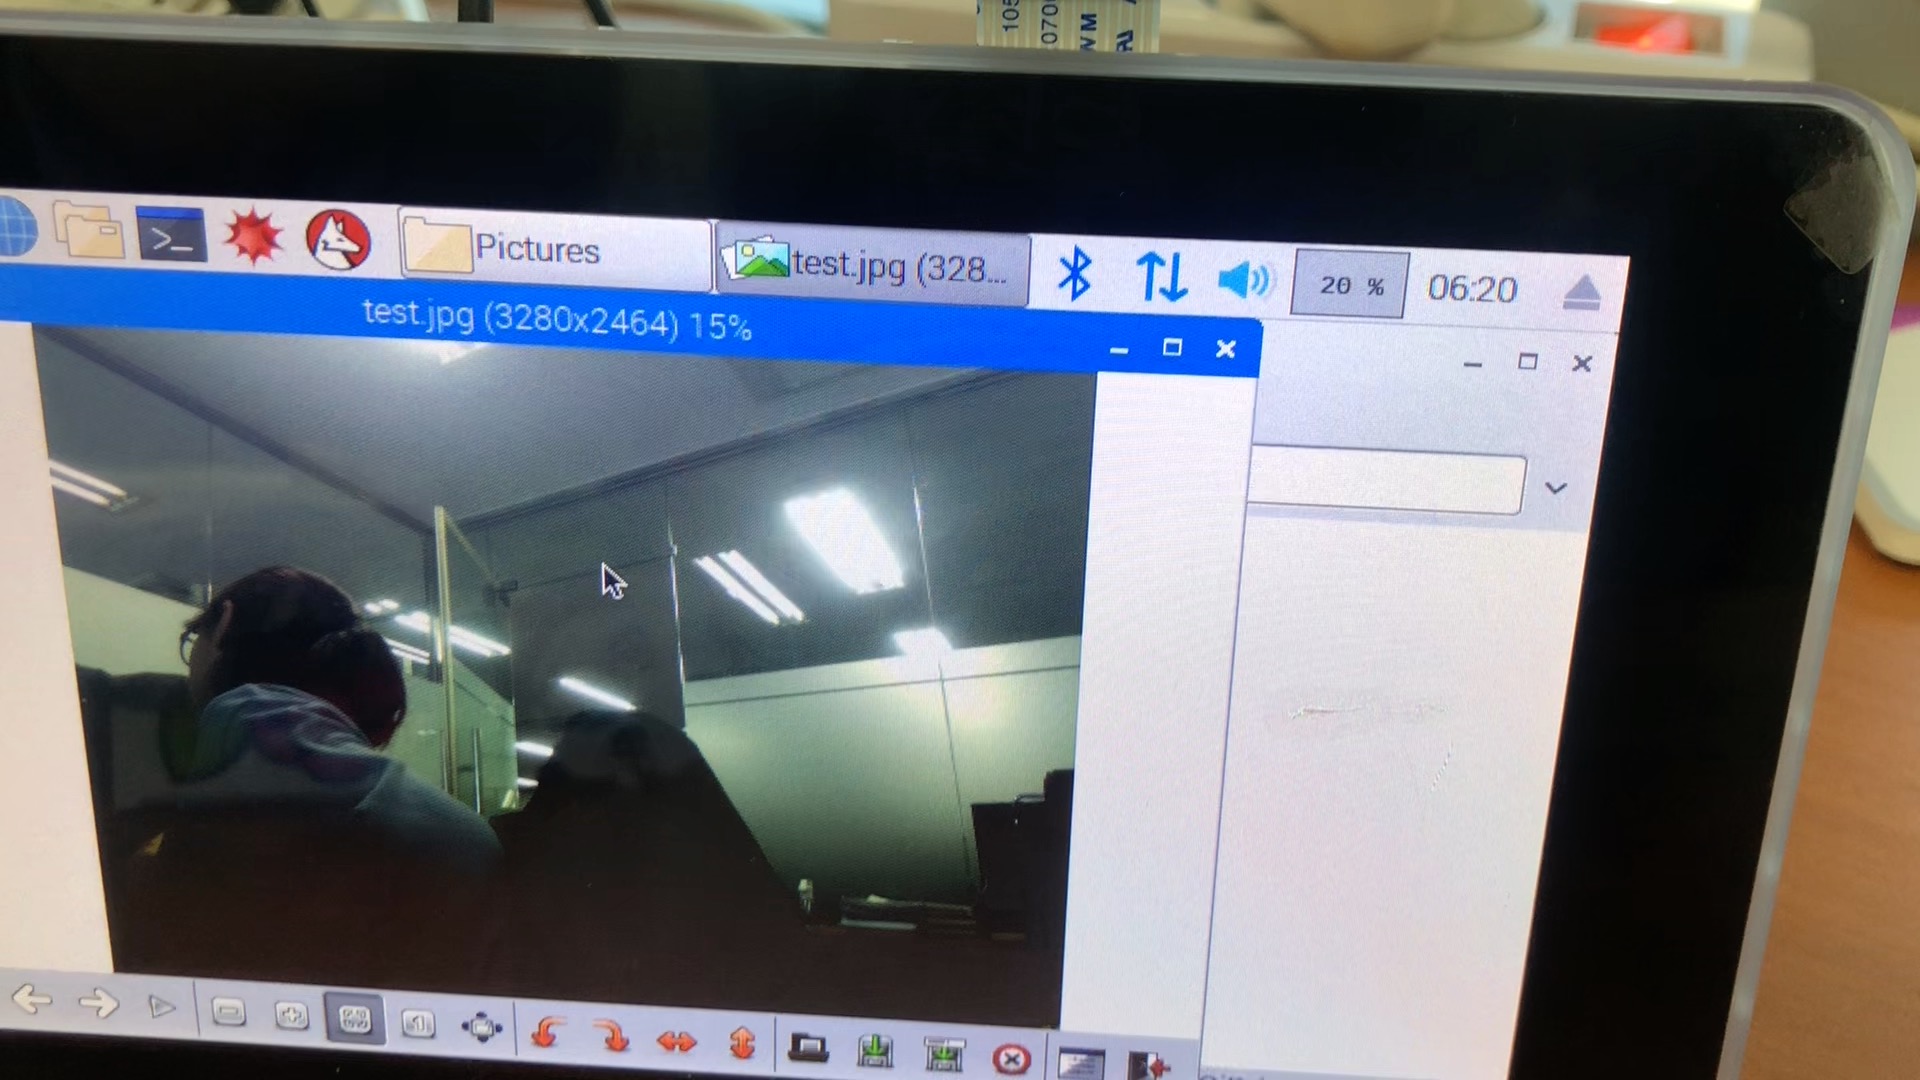 >_
Pictures
test.jpg (328...
20 %
06:20
test.jpg (3280x2464) 15%